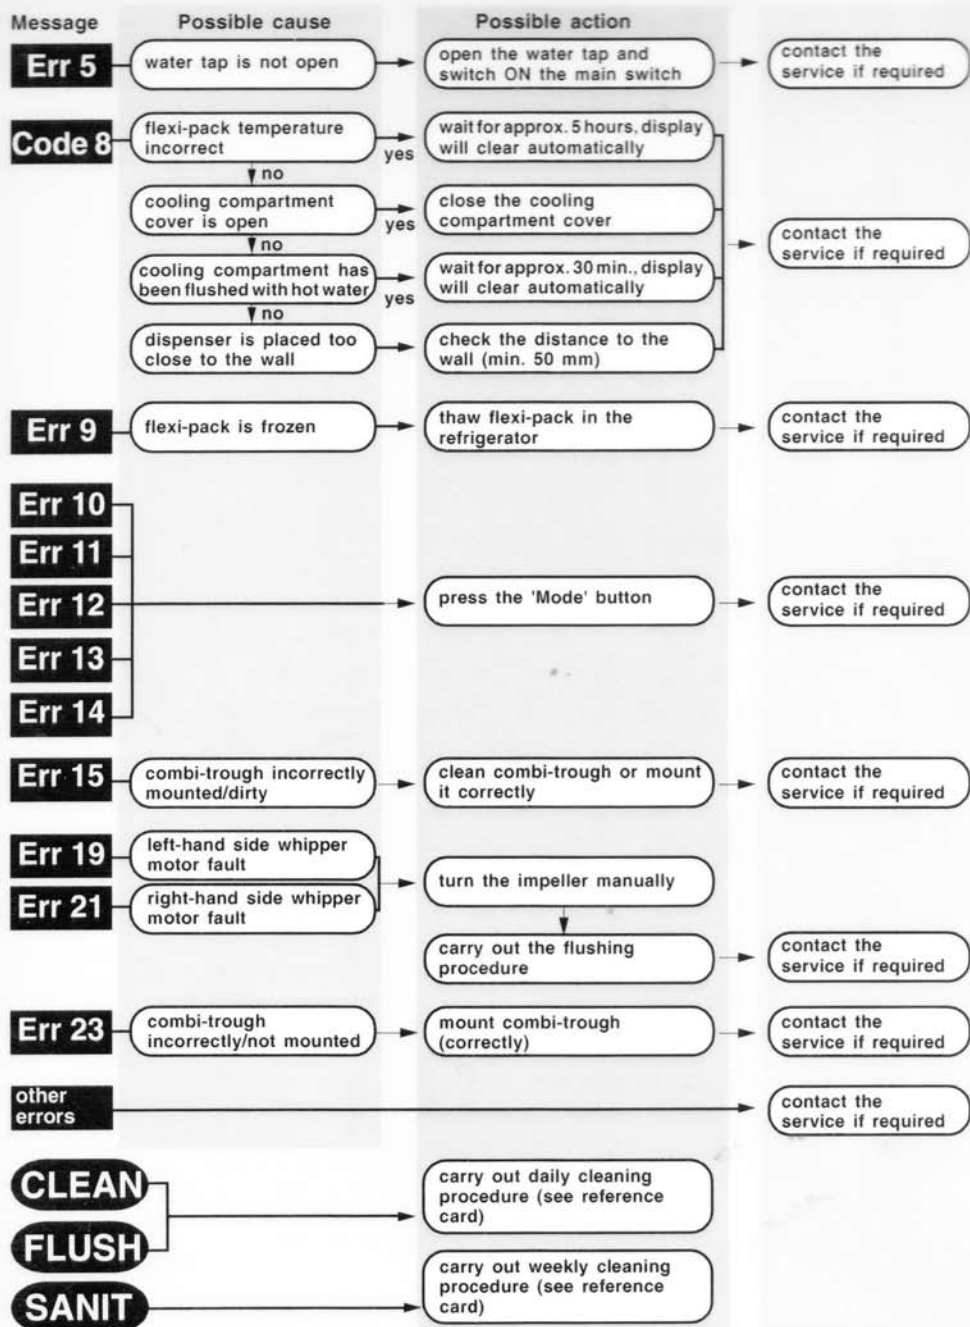 Message
Possible cause
Possible action
Err 5
water tap is not open
open the water tap and
switch ON the main switch
contact the
service if required
Code 8
flexi-pack temperature
incorrect
yes
wait for approx. 5 hours, display
will clear automatically
no
cooling compartment
cover is open
yes
close the cooling
compartment cover
no
cooling compartment has
been flushed with hot water
yes
wait for approx. 30 min., display
will clear automatically
no
dispenser is placed too
close to the wall
check the distance to the
wall (min. 50 mm)
contact the
service if required
Err 9
flexi-pack is frozen
thaw flexi-pack in the
refrigerator
contact the
service if required
Err 10
Err 11
Err 12
Err 13
Err 14
press the 'Mode' button
contact the
service if required
Err 15
combi-trough incorrectly
mounted/dirty
clean combi-trough or mount
it correctly
contact the
service if required
Err 19
left-hand side whipper
motor fault
Err 21
right-hand side whipper
motor fault
turn the impeller manually
carry out the flushing
procedure
contact the
service if required
Err 23
combi-trough
incorrectly/not mounted
mount combi-trough
(correctly)
contact the
service if required
other
errors
contact the
service if required
CLEAN
FLUSH
carry out daily cleaning
procedure (see reference
card)
SANIT
carry out weekly cleaning
procedure (see reference
card)